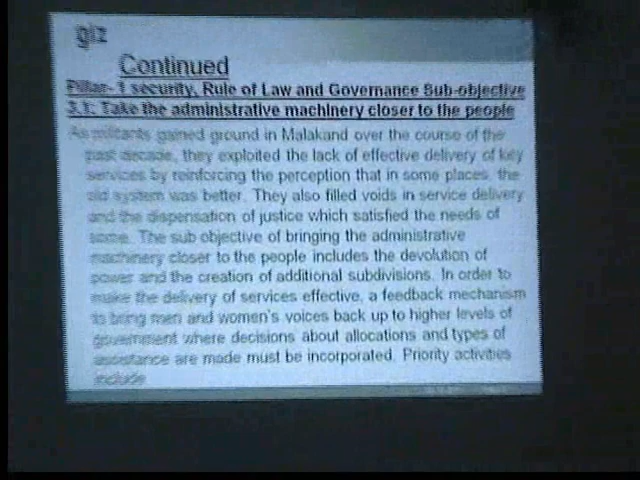 giz
Continued
Pillar- 1 security, Rule of Law and Governance Sub-objective
3.1: Take the administrative machinery closer to the people
As militants gained ground in Malakand over the course of the
past decade, they exploited the lack of effective delivery of key
services by reinforcing the perception that in some places, the
old system was better. They also filled voids in service delivery
and the dispensation of justice which satisfied the needs of
some. The sub objective of bringing the administrative
machinery closer to the people includes the devolution of
power and the creation of additional subdivisions. In order to
make the delivery of services effective, a feedback mechanism
to bring men and women's voices back up to higher levels of
government where decisions about allocations and types of
assistance are made must be incorporated. Priority activities
include